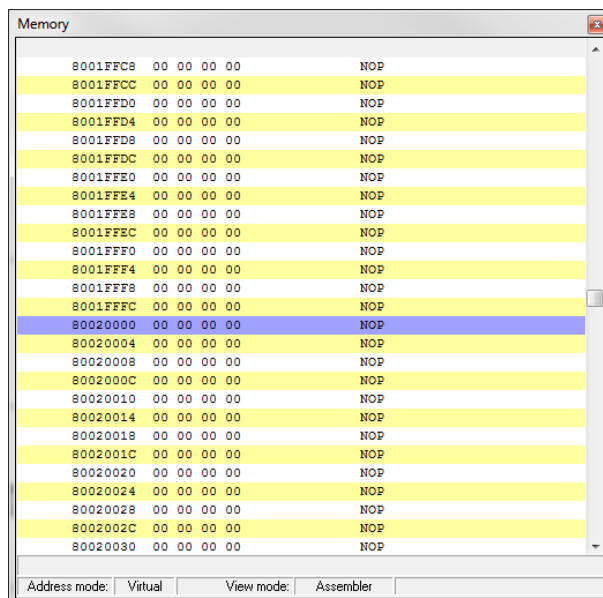 Memory
8001FFC8 00 00 00 00 NOP
8001FFCC 00 00 00 00 NOP
8001FFD0 00 00 00 00 NOP
8001FFD4 00 00 00 00 NOP
8001FFD8 00 00 00 00 NOP
8001FFDC 00 00 00 00 NOP
8001FFE0 00 00 00 00 NOP
8001FFE4 00 00 00 00 NOP
8001FFE8 00 00 00 00 NOP
8001FFEC 00 00 00 00 NOP
8001FFF0 00 00 00 00 NOP
8001FFF4 00 00 00 00 NOP
8001FFF8 00 00 00 00 NOP
8001FFFC 00 00 00 00 NOP
80020000 00 00 00 00 NOP
80020004 00 00 00 00 NOP
80020008 00 00 00 00 NOP
8002000C 00 00 00 00 NOP
80020010 00 00 00 00 NOP
80020014 00 00 00 00 NOP
80020018 00 00 00 00 NOP
8002001C 00 00 00 00 NOP
80020020 00 00 00 00 NOP
80020024 00 00 00 00 NOP
80020028 00 00 00 00 NOP
8002002C 00 00 00 00 NOP
80020030 00 00 00 00 NOP
Address mode: Virtual View mode: Assembler